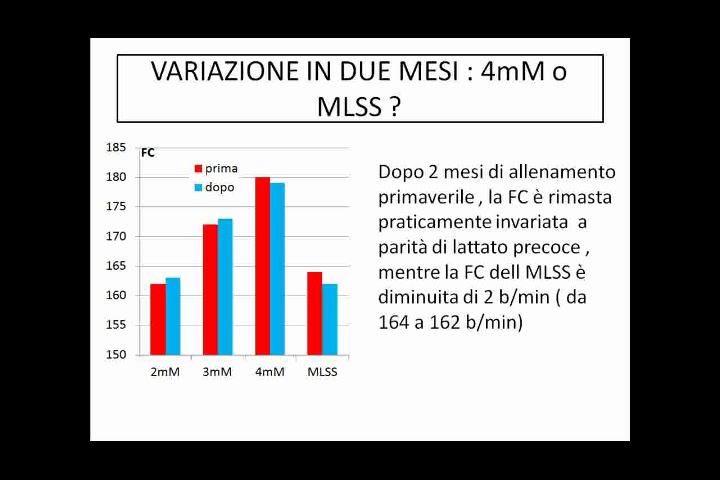 VARIAZIONE IN DUE MESI : 4mM o
MLSS ?
FC
prima
dopo
185
180
175
170
165
160
155
150
2mM 3mM 4mM MLSS
Dopo 2 mesi di allenamento
primaverile , la FC è rimasta
praticamente invariata a
parità di lattato precoce ,
mentre la FC dell MLSS è
diminuita di 2 b/min ( da
164 a 162 b/min)